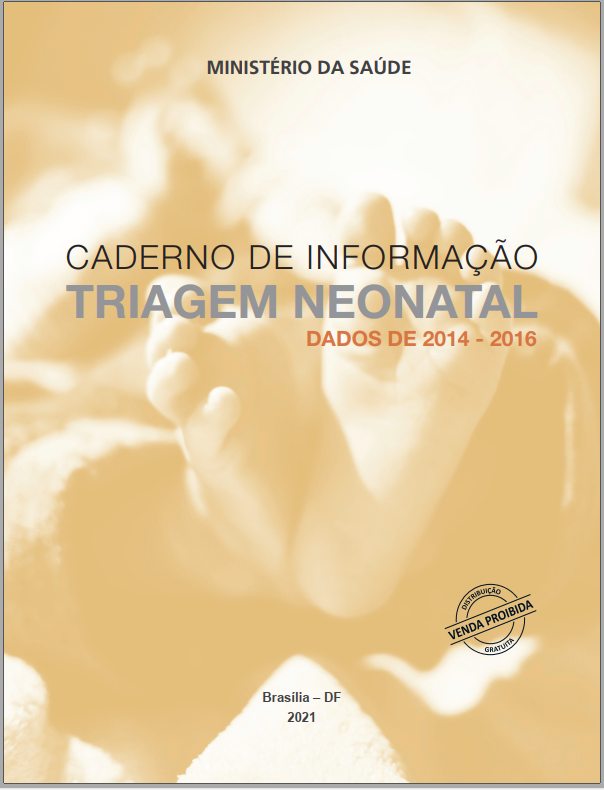 MINISTÉRIO DA SAÚDE
CADERNO DE INFORMAÇÃO
TRIAGEM NEONATAL
DADOS DE 2014 - 2016
DISTRIBUIÇÃO
VENDA PROIBIDA
GRATUITA
Brasília – DF
2021